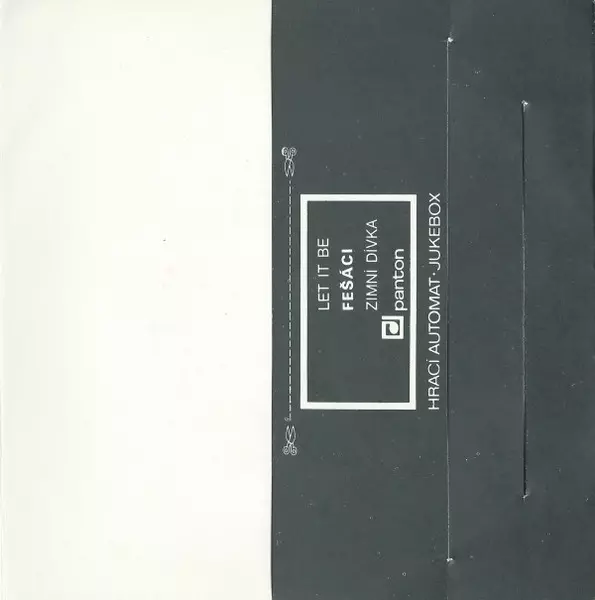 LET IT BE
FEŠÁCI
ZIMNÍ DÍVKA
panton
HRACÍ AUTOMAT·JUKEBOX